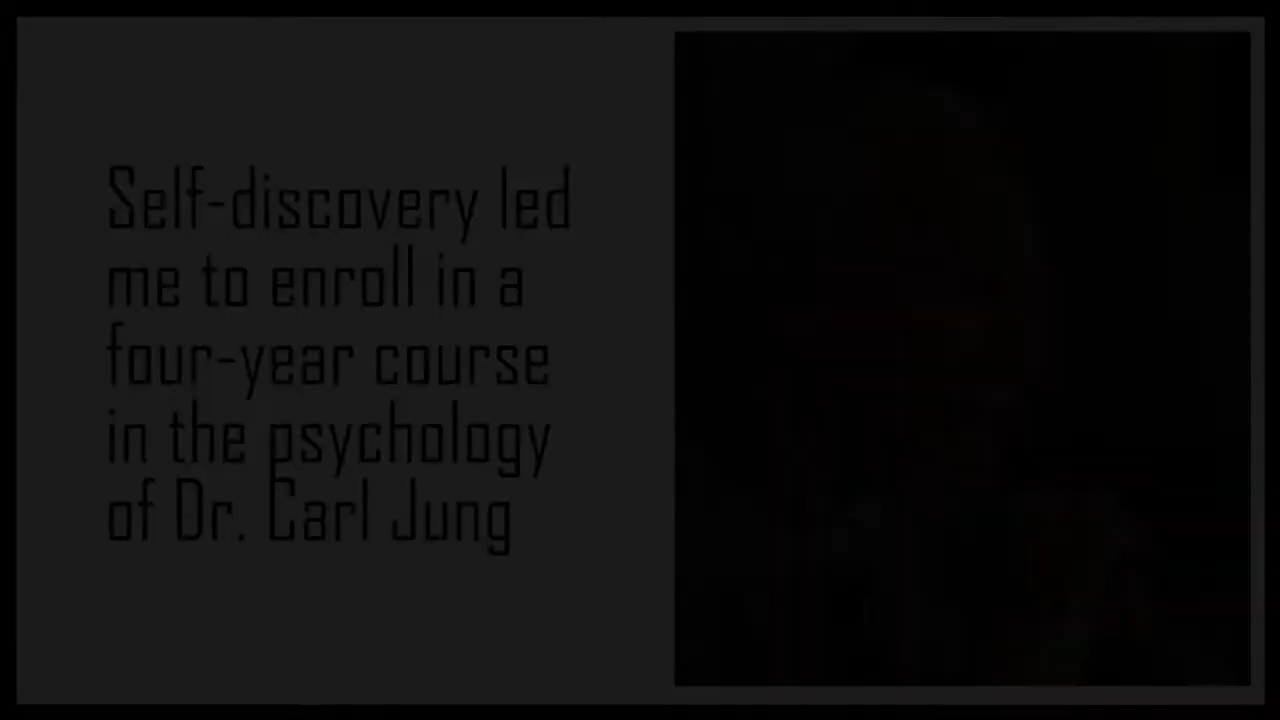 Self-discovery led
me to enroll in a
four-year course
in the psychology
of Dr. Carl Jung